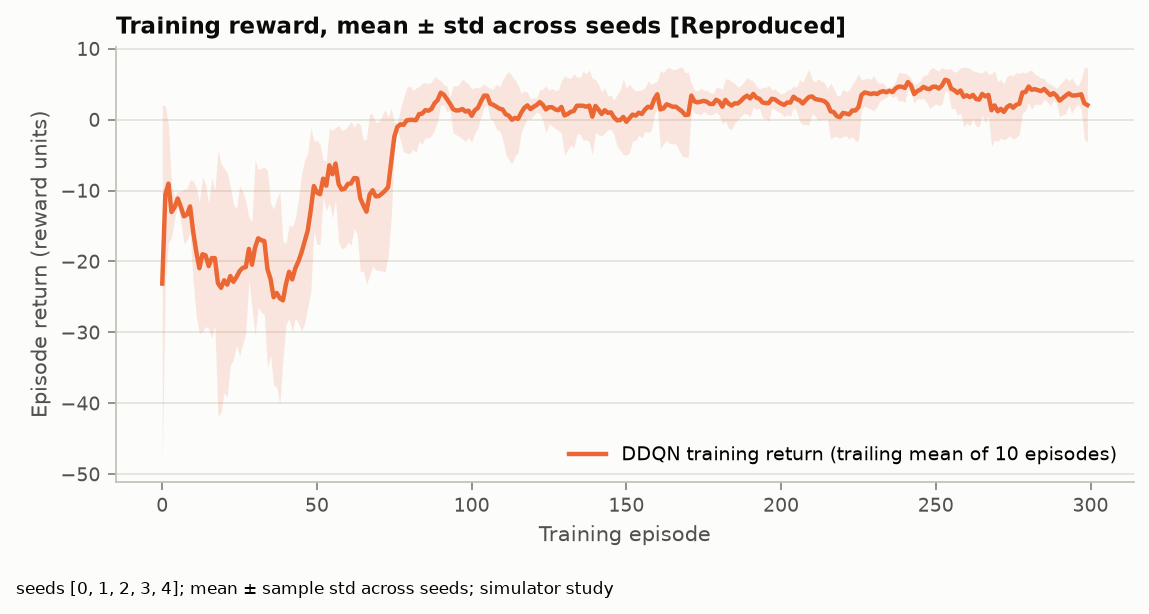 Training reward, mean ± std across seeds [Reproduced]
Episode return (reward units)
10
0
−10
−20
−30
−40
−50
DDQN training return (trailing mean of 10 episodes)
0 50 100 150 200 250 300
Training episode
seeds [0, 1, 2, 3, 4]; mean ± sample std across seeds; simulator study